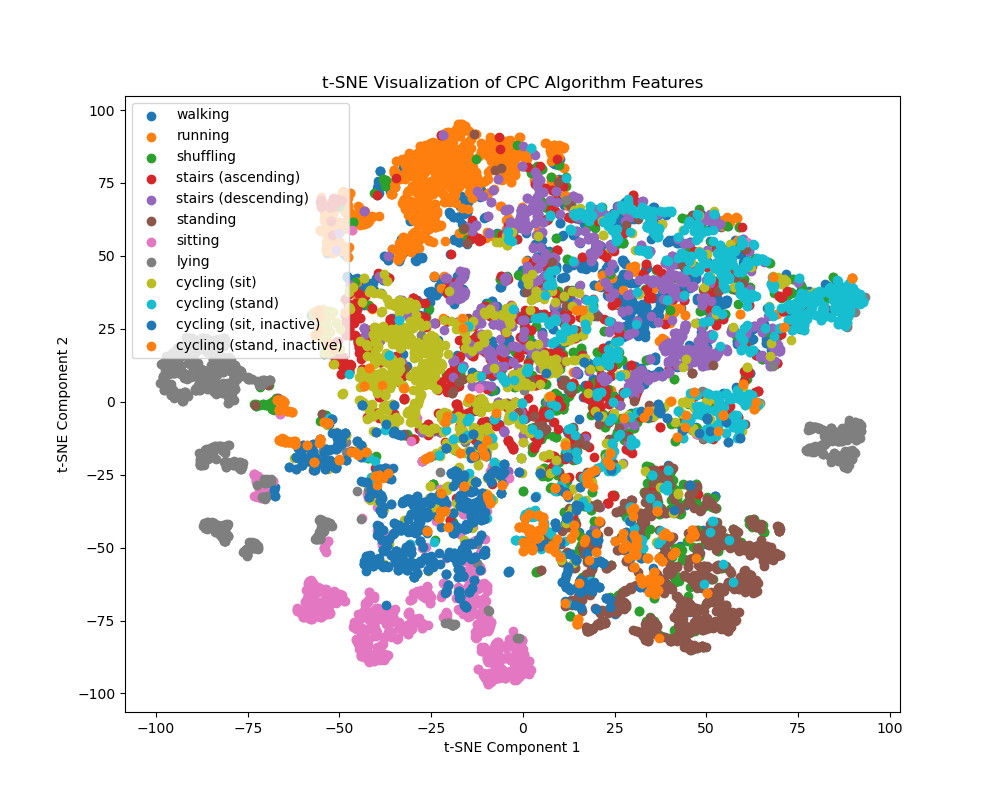 t-SNE Visualization of CPC Algorithm Features
100
75
50
25
0
−25
−50
−75
−100
t-SNE Component 2
walking
running
shuffling
stairs (ascending)
stairs (descending)
standing
sitting
lying
cycling (sit)
cycling (stand)
cycling (sit, inactive)
cycling (stand, inactive)
−100
−75
−50
−25
0
25
50
75
100
t-SNE Component 1